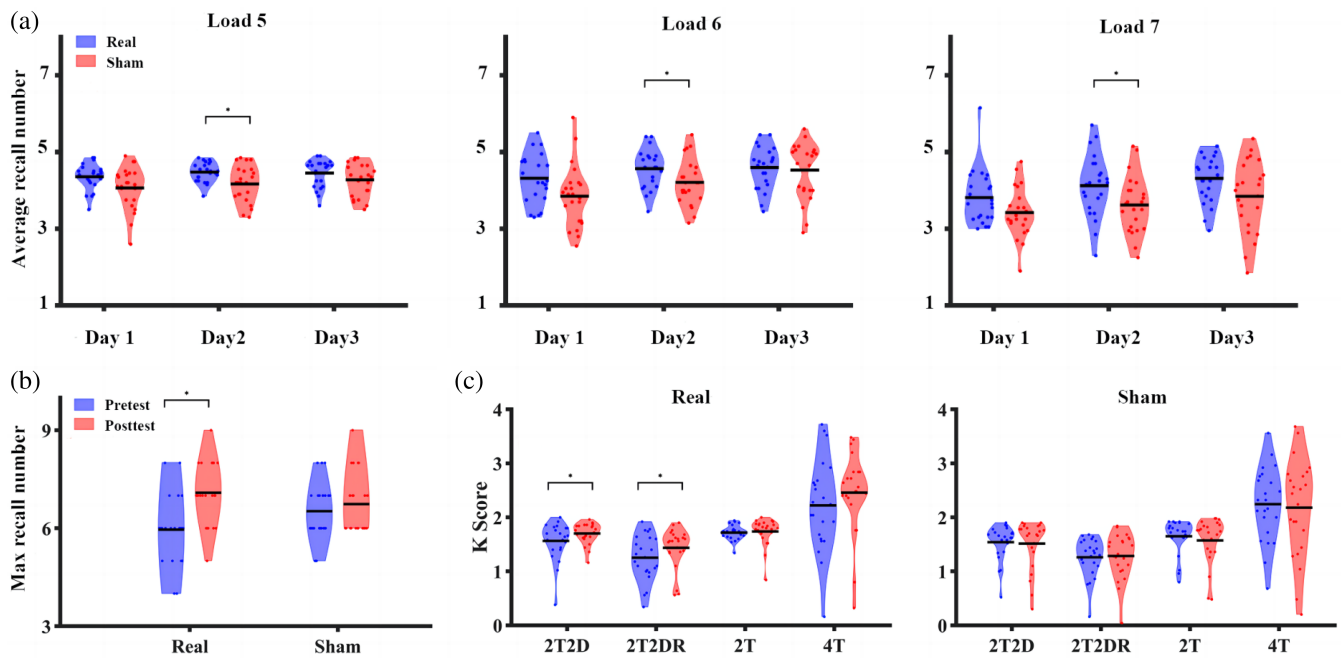 (a)
Load 5
Real
Sham
Average recall number
7
5
3
1
Day 1
Day2
Day3
*
Load 6
7
5
3
1
Day 1
Day2
Day3
*
Load 7
7
5
3
1
Day 1
Day2
Day3
*
(b)
Pretest
Posttest
*
Max recall number
9
6
3
Real
Sham
(c)
Real
K Score
4
3
2
1
0
*
*
2T2D
2T2DR
2T
4T
Sham
4
3
2
1
0
2T2D
2T2DR
2T
4T